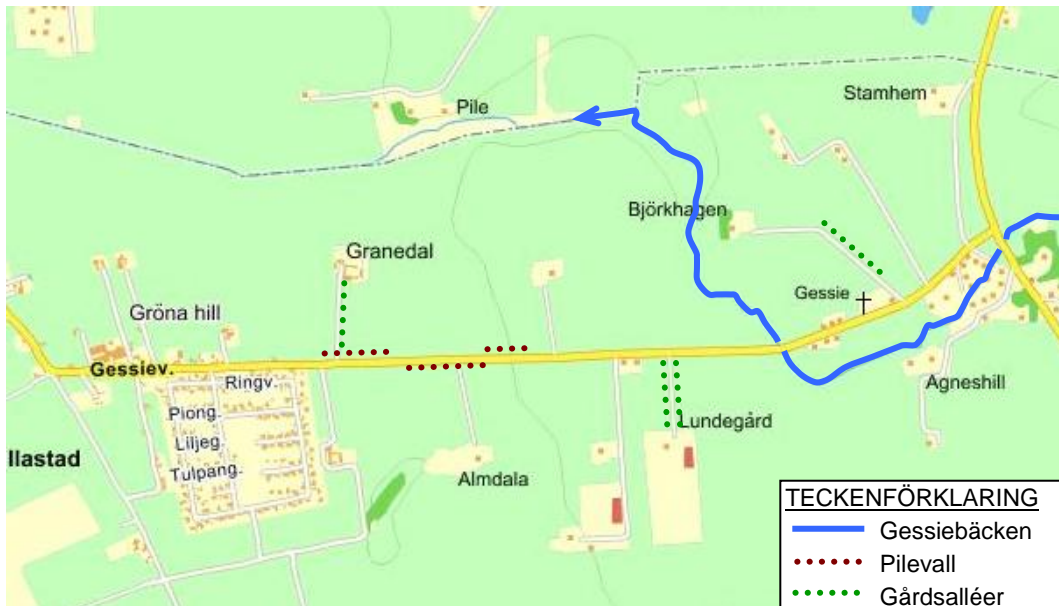 Stamhem
Pile
Björkhagen
Granedal
Gessie
Gröna hill
Gessiev.
Ringv.
Agneshill
Piong.
Lundegård
Liljeg.
llastad
Tulpang.
Almdala
TECKENFÖRKLARING
Gessiebäcken
Pilevall
Gårdsalléer